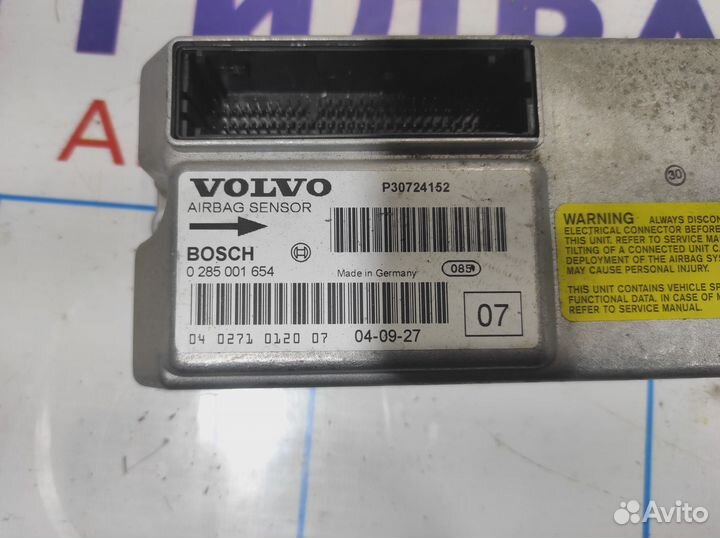 VOLVO
P30724152
AIRBAG SENSOR
BOSCH
0 285 001 654
Made in Germany
085
07
04 0271 0120 07
04-09-27
30
WARNING ALWAYS DISCON
ELECTRICAL CONNECTOR BEFORE
THIS UNIT. REFER TO SERVICE MA
TILTING OF A CONNECTED UNIT C
DEPLOYMENT OF THE AIRBAG SYS
MAY CAUSE PERSONAL INJURY.
THIS UNIT CONTAINS VEHICLE SP
FUNCTIONAL DATA. IN CASE OF M
REFER TO SERVICE MANUAL.
Avito